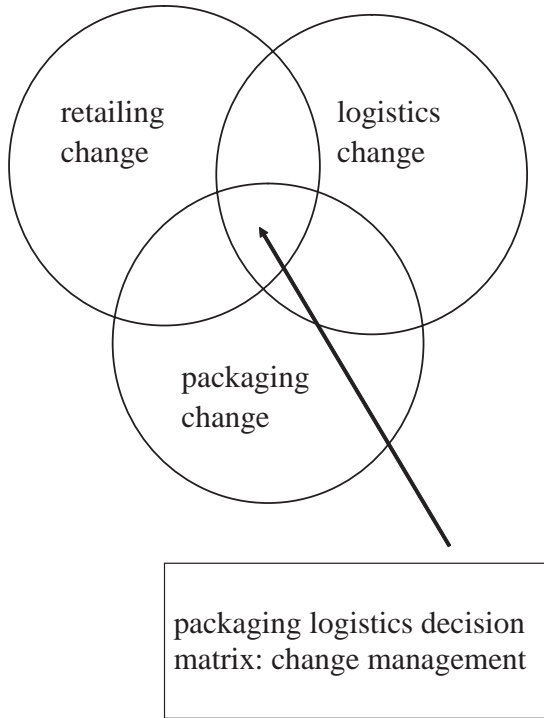 retailing
change
logistics
change
packaging
change
packaging logistics decision
matrix: change management